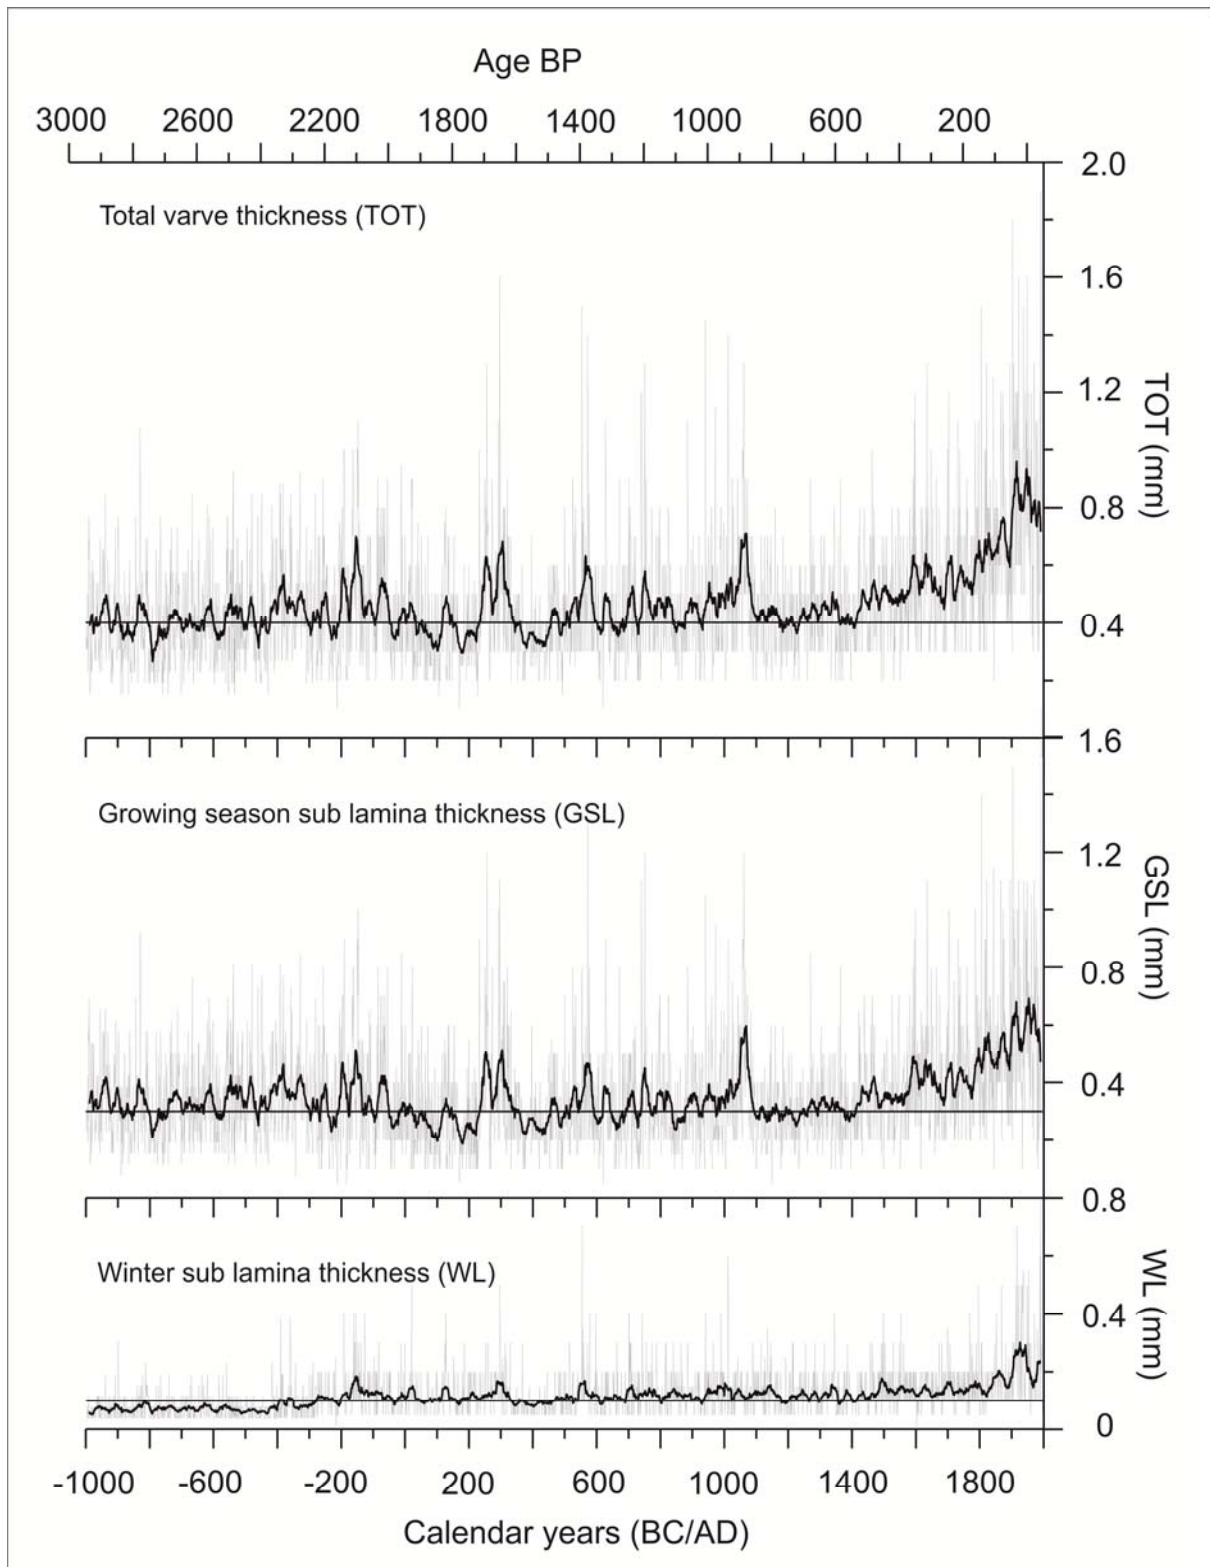 Age BP
3000 2600 2200 1800 1400 1000 600 200
Total varve thickness (TOT)
2.0
1.6
1.2
0.8
0.4
TOT (mm)
1.6
Growing season sub lamina thickness (GSL)
1.2
0.8
0.4
GSL (mm)
0.8
Winter sub lamina thickness (WL)
0.4
0
WL (mm)
-1000 -600 -200 200 600 1000 1400 1800
Calendar years (BC/AD)